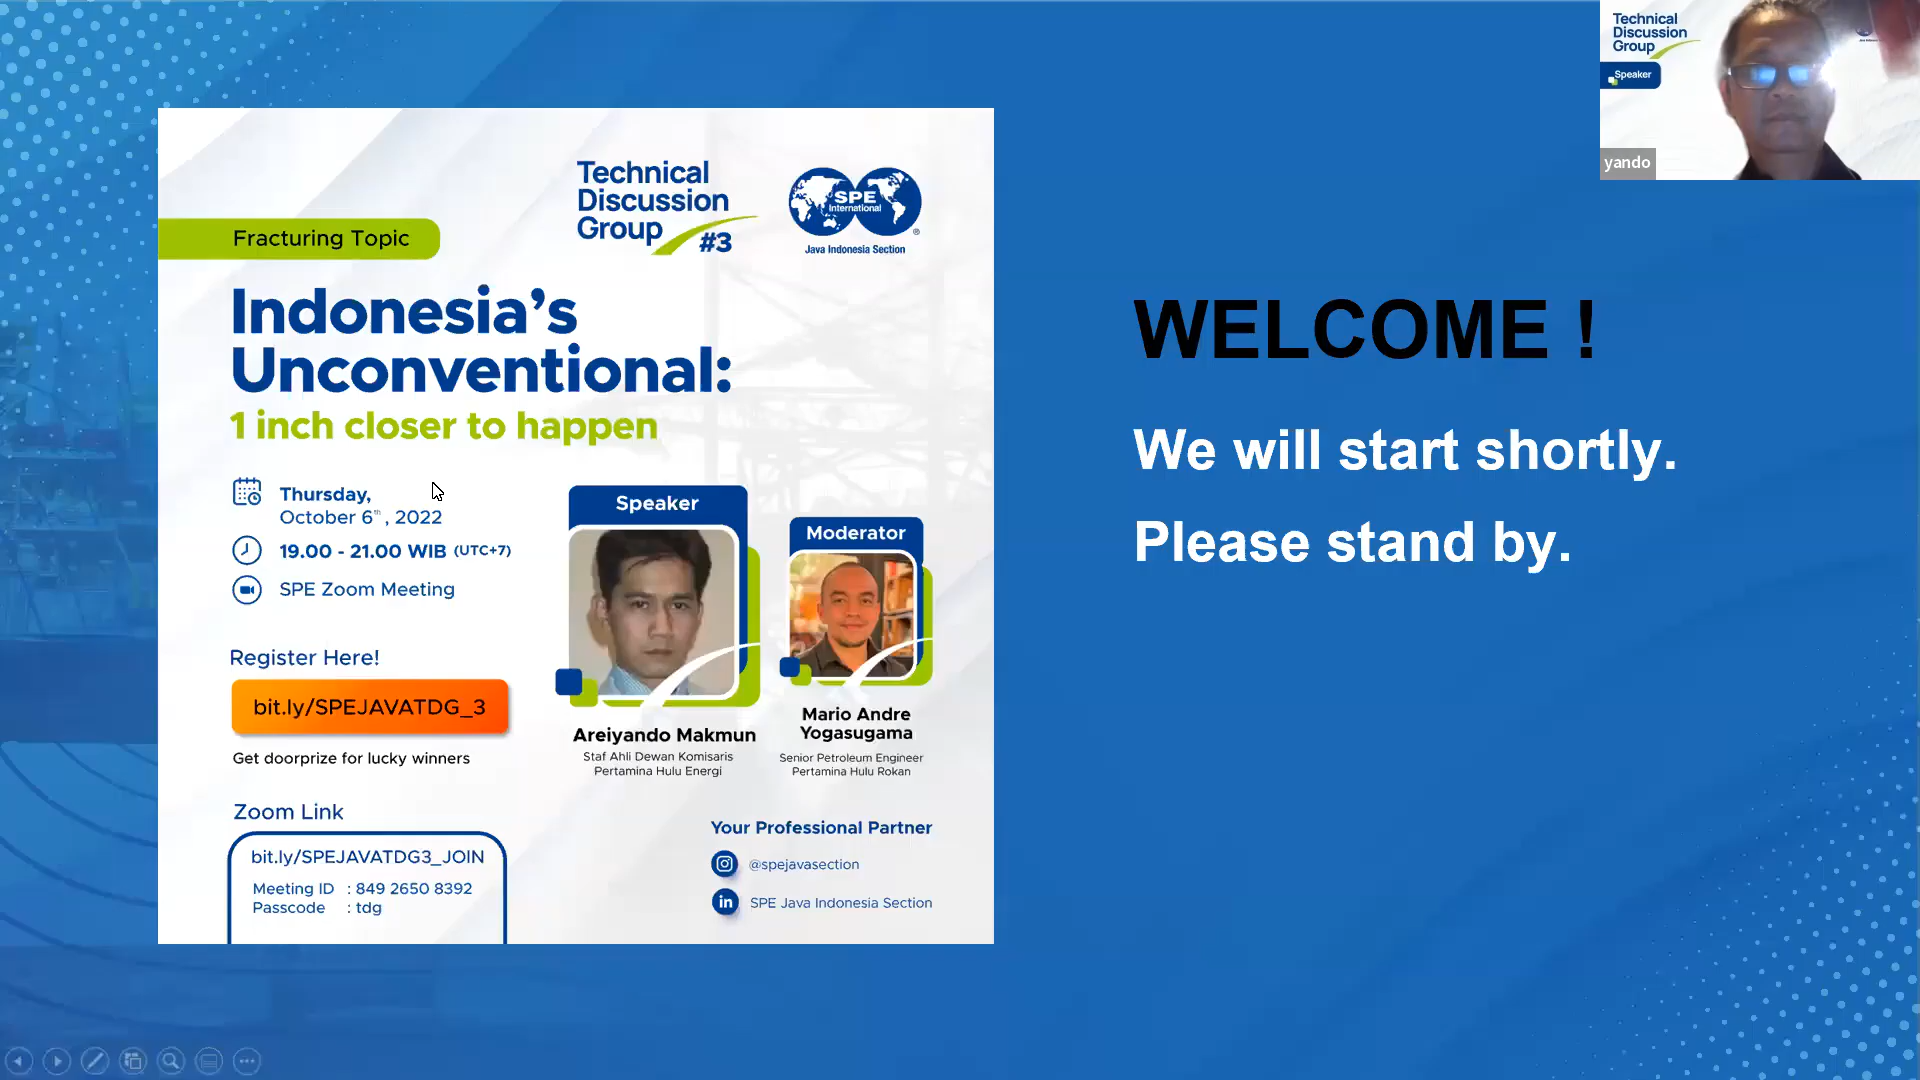 Technical
Discussion
Group
Speaker
yando
Technical
Discussion
Group
#3
SPE
International
®
Java Indonesia Section
Fracturing Topic
Indonesia's
Unconventional:
1 inch closer to happen
Thursday,
October 6th, 2022
19.00 - 21.00 WIB (UTC+7)
SPE Zoom Meeting
Register Here!
bit.ly/SPEJAVATDG_3
Get doorprize for lucky winners
Zoom Link
bit.ly/SPEJAVATDG3_JOIN
Meeting ID : 849 2650 8392
Passcode : tdg
Speaker
Areiyando Makmun
Staf Ahli Dewan Komisaris
Pertamina Hulu Energi
Moderator
Mario Andre
Yogasugama
Senior Petroleum Engineer
Pertamina Hulu Rokan
Your Professional Partner
@spejavasection
in
SPE Java Indonesia Section
WELCOME !
We will start shortly.
Please stand by.